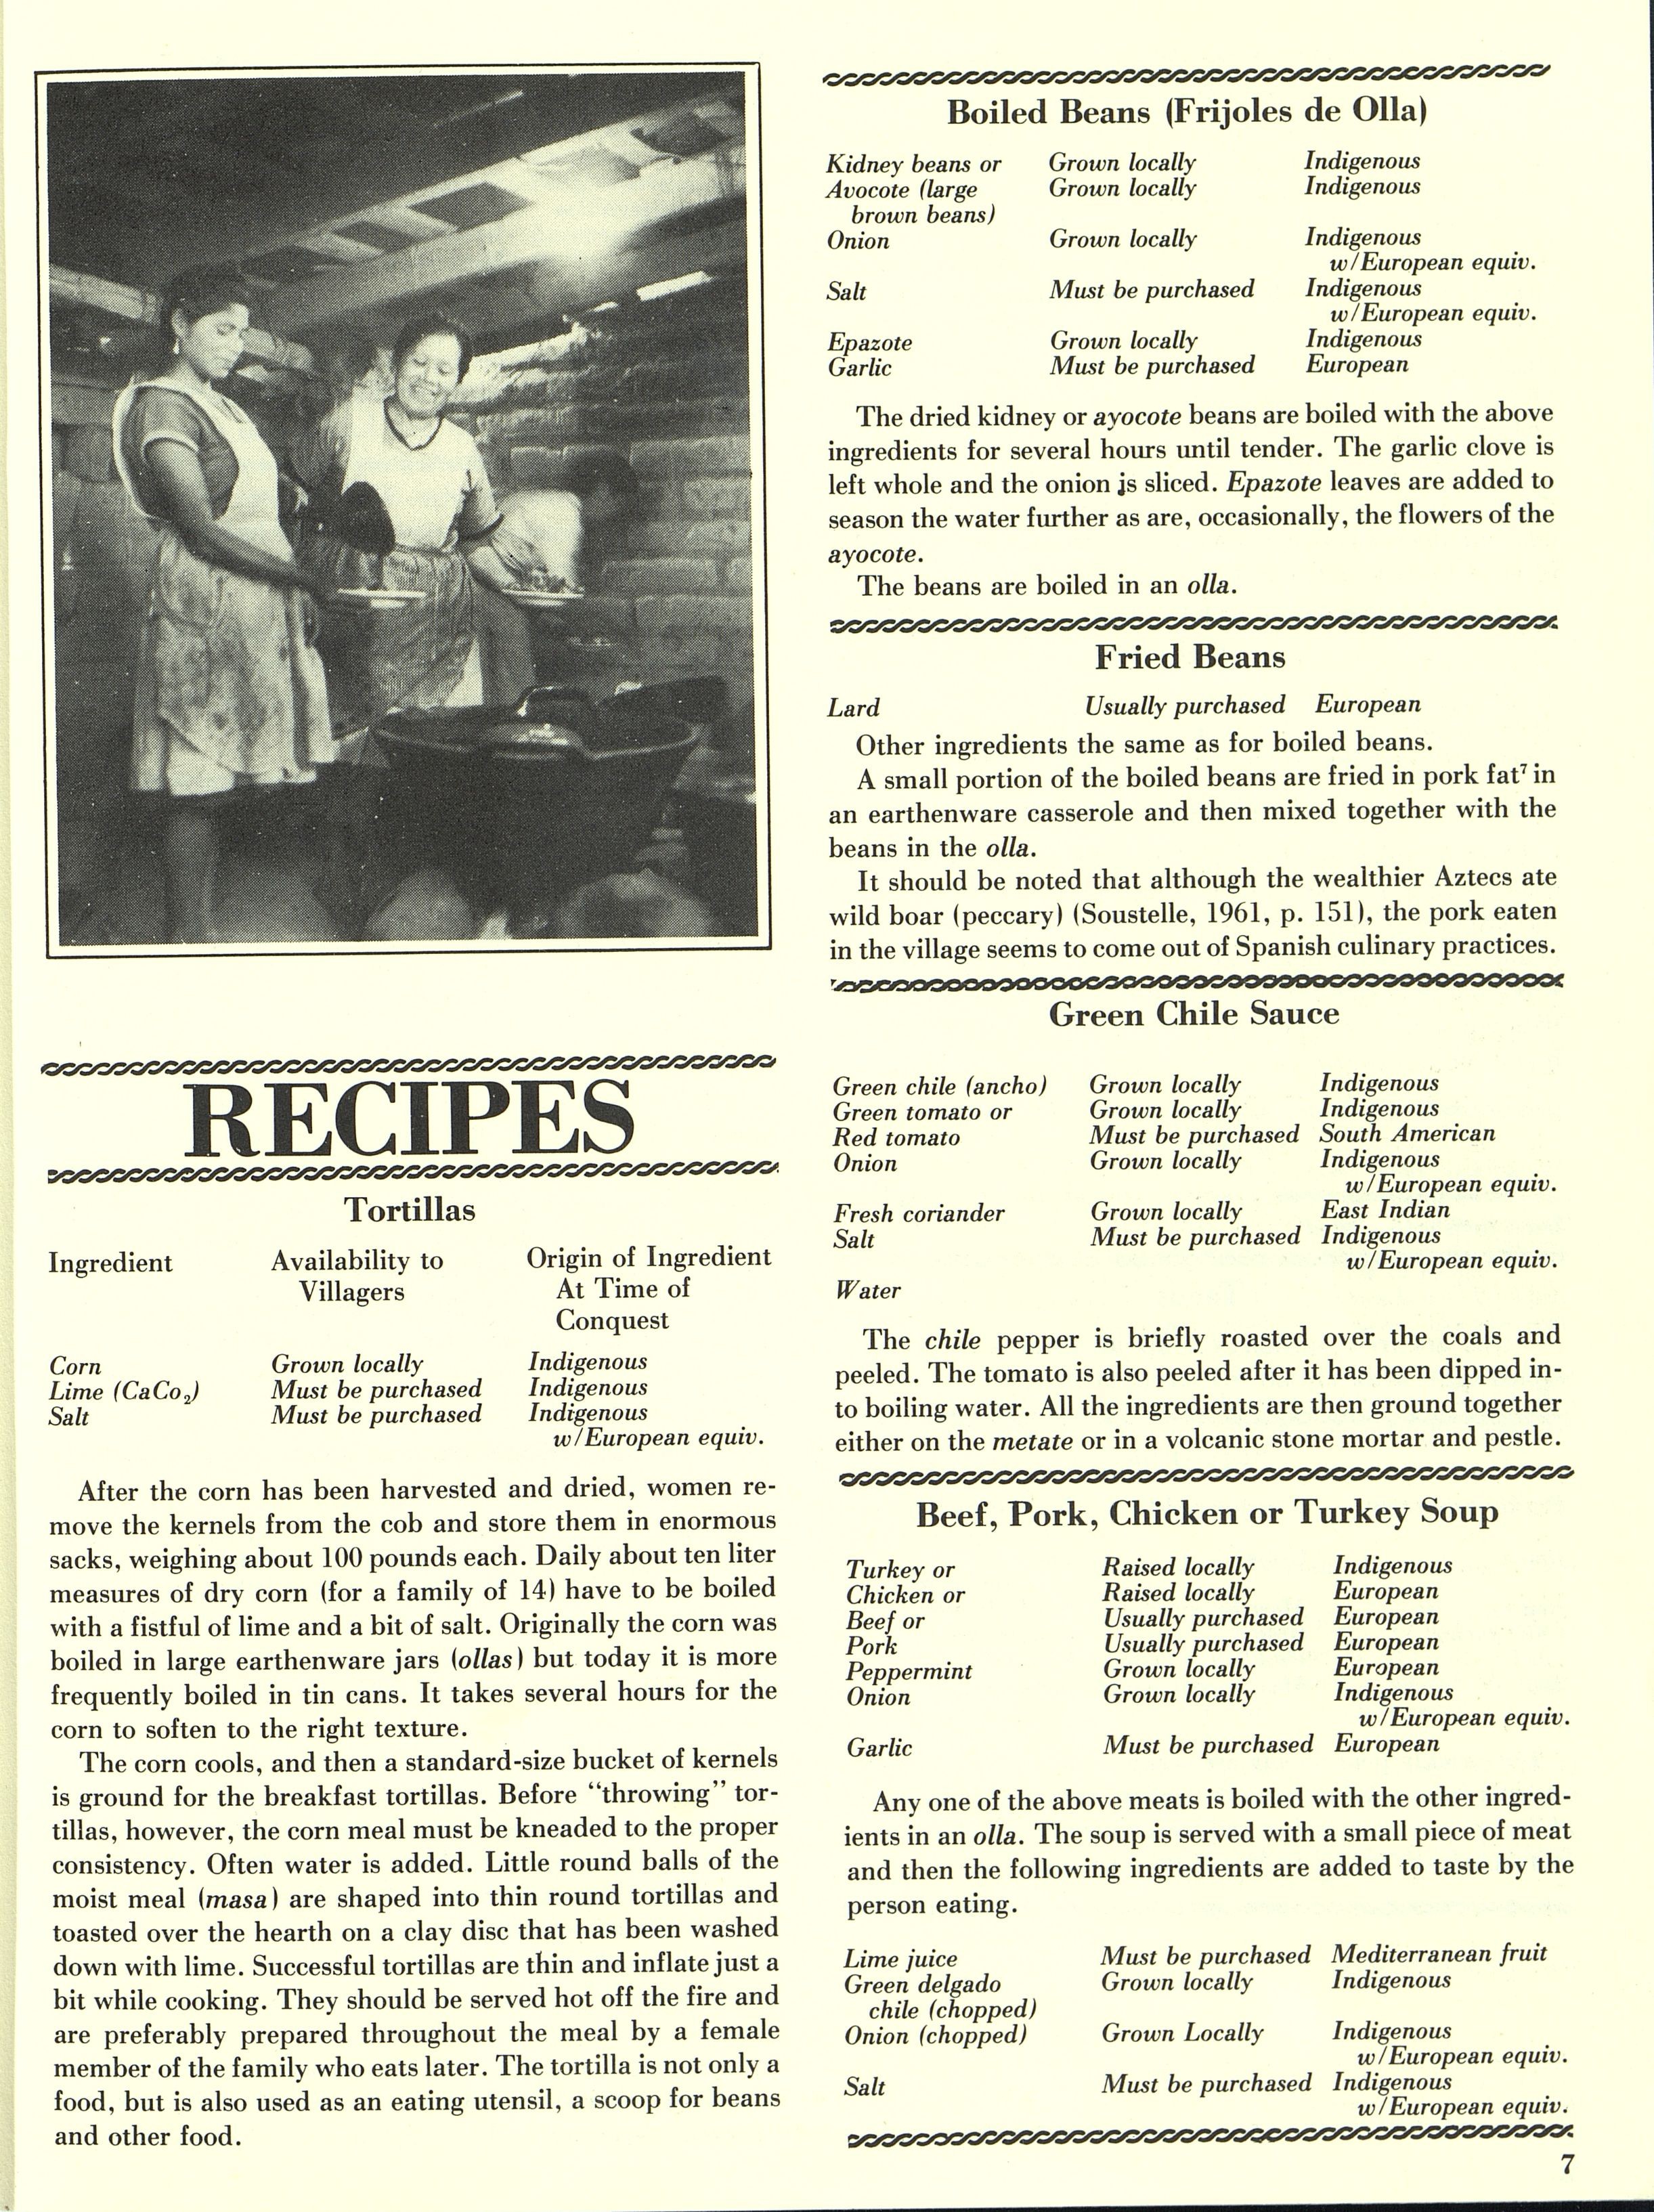 RECIPES
Tortillas
Ingredient Availability to Villagers Origin of Ingredient At Time of Conquest
Corn Grown locally Indigenous
Lime (CaCo₂) Must be purchased Indigenous
Salt Must be purchased Indigenous
w/European equiv.
After the corn has been harvested and dried, women re-
move the kernels from the cob and store them in enormous
sacks, weighing about 100 pounds each. Daily about ten liter
measures of dry corn (for a family of 14) have to be boiled
with a fistful of lime and a bit of salt. Originally the corn was
boiled in large earthenware jars (ollas) but today it is more
frequently boiled in tin cans. It takes several hours for the
corn to soften to the right texture.
The corn cools, and then a standard-size bucket of kernels
is ground for the breakfast tortillas. Before “throwing” tor-
tillas, however, the corn meal must be kneaded to the proper
consistency. Often water is added. Little round balls of the
moist meal (masa) are shaped into thin round tortillas and
toasted over the hearth on a clay disc that has been washed
down with lime. Successful tortillas are thin and inflate just a
bit while cooking. They should be served hot off the fire and
are preferably prepared throughout the meal by a female
member of the family who eats later. The tortilla is not only a
food, but is also used as an eating utensil, a scoop for beans
and other food.
Boiled Beans (Frijoles de Olla)
Kidney beans or Grown locally Indigenous
Avocote (large Grown locally Indigenous
brown beans)
Onion Grown locally Indigenous
w/European equiv.
Salt Must be purchased Indigenous
w/European equiv.
Epazote Grown locally Indigenous
Garlic Must be purchased European
The dried kidney or ayocote beans are boiled with the above
ingredients for several hours until tender. The garlic clove is
left whole and the onion is sliced. Epazote leaves are added to
season the water further as are, occasionally, the flowers of the
ayocote.
The beans are boiled in an olla.
Fried Beans
Lard Usually purchased European
Other ingredients the same as for boiled beans.
A small portion of the boiled beans are fried in pork fat⁷ in
an earthenware casserole and then mixed together with the
beans in the olla.
It should be noted that although the wealthier Aztecs ate
wild boar (peccary) (Soustelle, 1961, p. 151), the pork eaten
in the village seems to come out of Spanish culinary practices.
Green Chile Sauce
Green chile (ancho) Grown locally Indigenous
Green tomato or Grown locally Indigenous
Red tomato Must be purchased South American
Onion Grown locally Indigenous
w/European equiv.
Fresh coriander Grown locally East Indian
Salt Must be purchased Indigenous
w/European equiv.
Water
The chile pepper is briefly roasted over the coals and
peeled. The tomato is also peeled after it has been dipped in-
to boiling water. All the ingredients are then ground together
either on the metate or in a volcanic stone mortar and pestle.
Beef, Pork, Chicken or Turkey Soup
Turkey or Raised locally Indigenous
Chicken or Raised locally European
Beef or Usually purchased European
Pork Usually purchased European
Peppermint Grown locally European
Onion Grown locally Indigenous
w/European equiv.
Garlic Must be purchased European
Any one of the above meats is boiled with the other ingred-
ients in an olla. The soup is served with a small piece of meat
and then the following ingredients are added to taste by the
person eating.
Lime juice Must be purchased Mediterranean fruit
Green delgado Grown locally Indigenous
chile (chopped)
Onion (chopped) Grown Locally Indigenous
w/European equiv.
Salt Must be purchased Indigenous
w/European equiv.
7